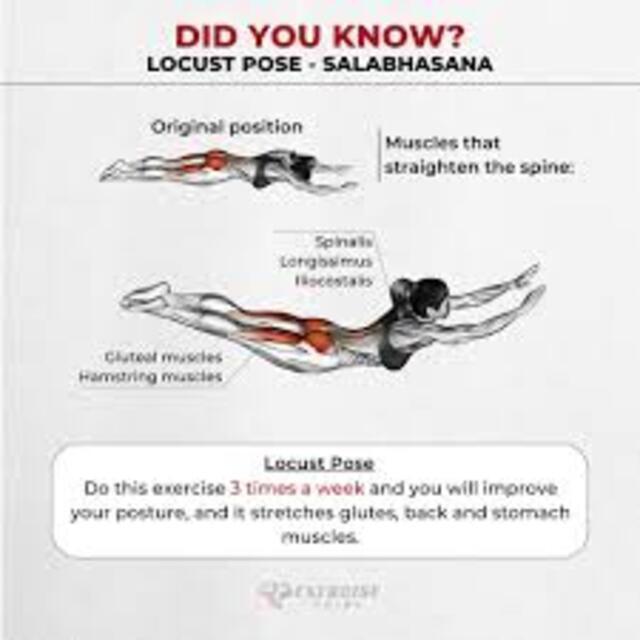 DID YOU KNOW?
LOCUST POSE - SALABHASANA
Original position
Muscles that
straighten the spine:
Spinalis
Longissimus
Iliocostalis
Gluteal muscles
Hamstring muscles
Locust Pose
Do this exercise 3 times a week and you will improve
your posture, and it stretches glutes, back and stomach
muscles.